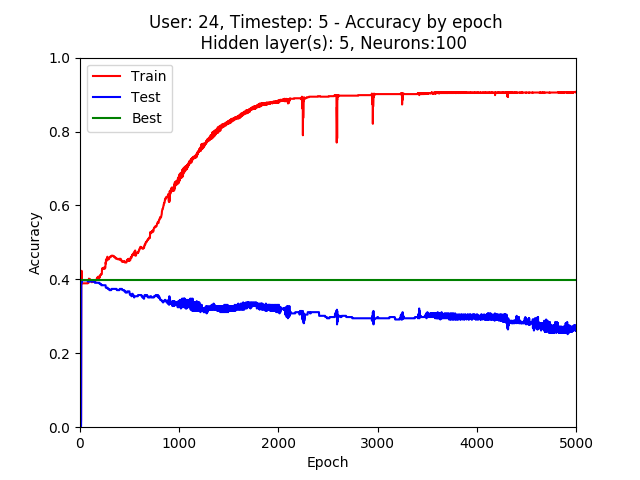 User: 24, Timestep: 5 - Accuracy by epoch
Hidden layer(s): 5, Neurons:100
1.0
0.8
0.6
0.4
0.2
0.0
Accuracy
Train
Test
Best
0
1000
2000
3000
4000
5000
Epoch